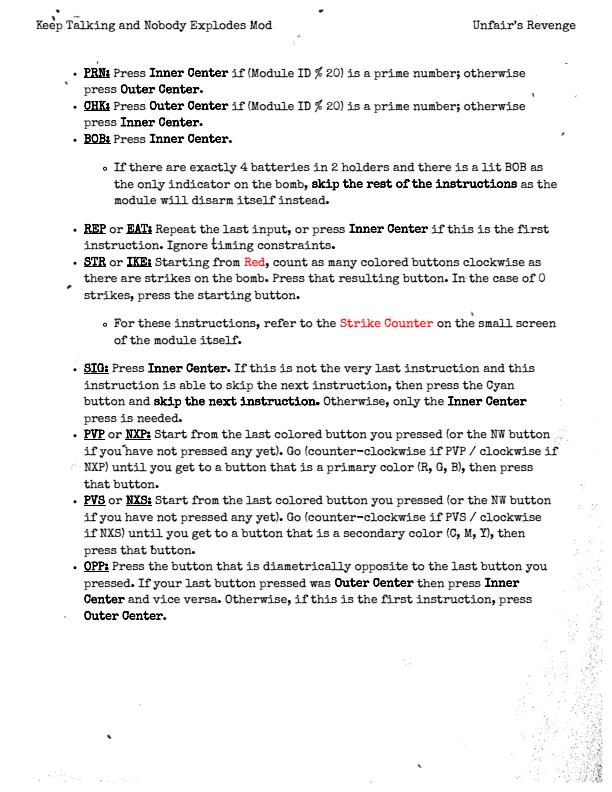 Keep Talking and Nobody Explodes Mod Unfair's Revenge
• PRN: Press Inner Center if (Module ID % 20) is a prime number; otherwise
press Outer Center.
• CHK: Press Outer Center if (Module ID % 20) is a prime number; otherwise
press Inner Center.
• BOB: Press Inner Center.
◦ If there are exactly 4 batteries in 2 holders and there is a lit BOB as
the only indicator on the bomb, skip the rest of the instructions as the
module will disarm itself instead.
• REP or EAT: Repeat the last input, or press Inner Center if this is the first
instruction. Ignore timing constraints.
• STR or IKE: Starting from Red, count as many colored buttons clockwise as
there are strikes on the bomb. Press that resulting button. In the case of 0
strikes, press the starting button.
◦ For these instructions, refer to the Strike Counter on the small screen
of the module itself.
• SIG: Press Inner Center. If this is not the very last instruction and this
instruction is able to skip the next instruction, then press the Cyan
button and skip the next instruction. Otherwise, only the Inner Center
press is needed.
• PVP or NXP: Start from the last colored button you pressed (or the NW button
if you have not pressed any yet). Go (counter-clockwise if PVP / clockwise if
NXP) until you get to a button that is a primary color (R, G, B), then press
that button.
• PVS or NXS: Start from the last colored button you pressed (or the NW button
if you have not pressed any yet). Go (counter-clockwise if PVS / clockwise
if NXS) until you get to a button that is a secondary color (C, M, Y), then
press that button.
• OPP: Press the button that is diametrically opposite to the last button you
pressed. If your last button pressed was Outer Center then press Inner
Center and vice versa. Otherwise, if this is the first instruction, press
Outer Center.